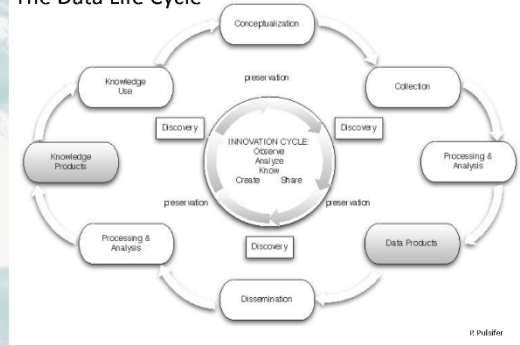 The Data Life Cycle
Conceptualization
Knowledge
Use
preservation
Collection
Discovery
Discovery
INNOVATION CYCLE:
Observe
Analyze
Know
Create Share
Knowledge
Products
Processing &
Analysis
preservation
preservation
Processing &
Analysis
Discovery
Data Products
Dissemination
P. Pulsifer